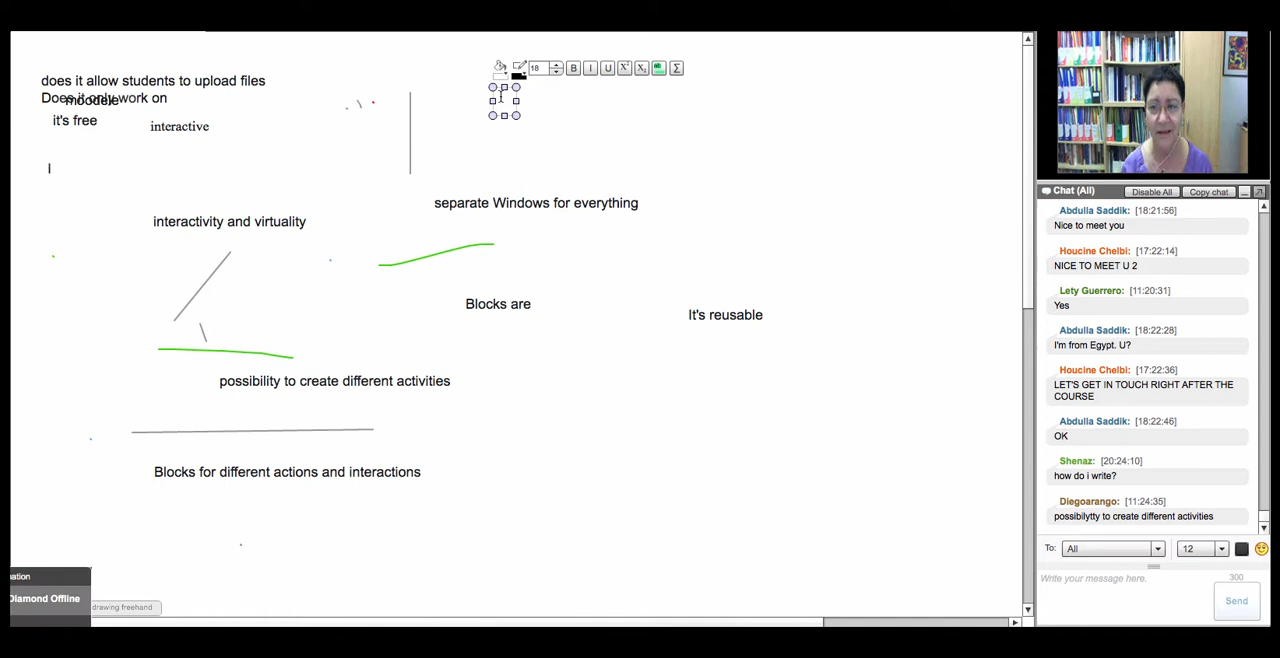 does it allow students to upload files
Does it only work on
moodele
it's free
interactive
I
interactivity and virtuality
separate Windows for everything
Blocks are
It's reusable
possibility to create different activities
Blocks for different actions and interactions
18
B I U X² X₂ Σ
ation
Diamond Offline
drawing freehand
Chat (All)
Disable All
Copy chat
Abdulla Saddik: [18:21:56]
Nice to meet you
Houcine Chelbi: [17:22:14]
NICE TO MEET U 2
Lety Guerrero: [11:20:31]
Yes
Abdulla Saddik: [18:22:28]
I'm from Egypt. U?
Houcine Chelbi: [17:22:36]
LET'S GET IN TOUCH RIGHT AFTER THE
COURSE
Abdulla Saddik: [18:22:46]
OK
Shenaz: [20:24:10]
how do i write?
Diegoarango: [11:24:35]
possibilytty to create different activities
To: All 12
Write your message here.
300
Send